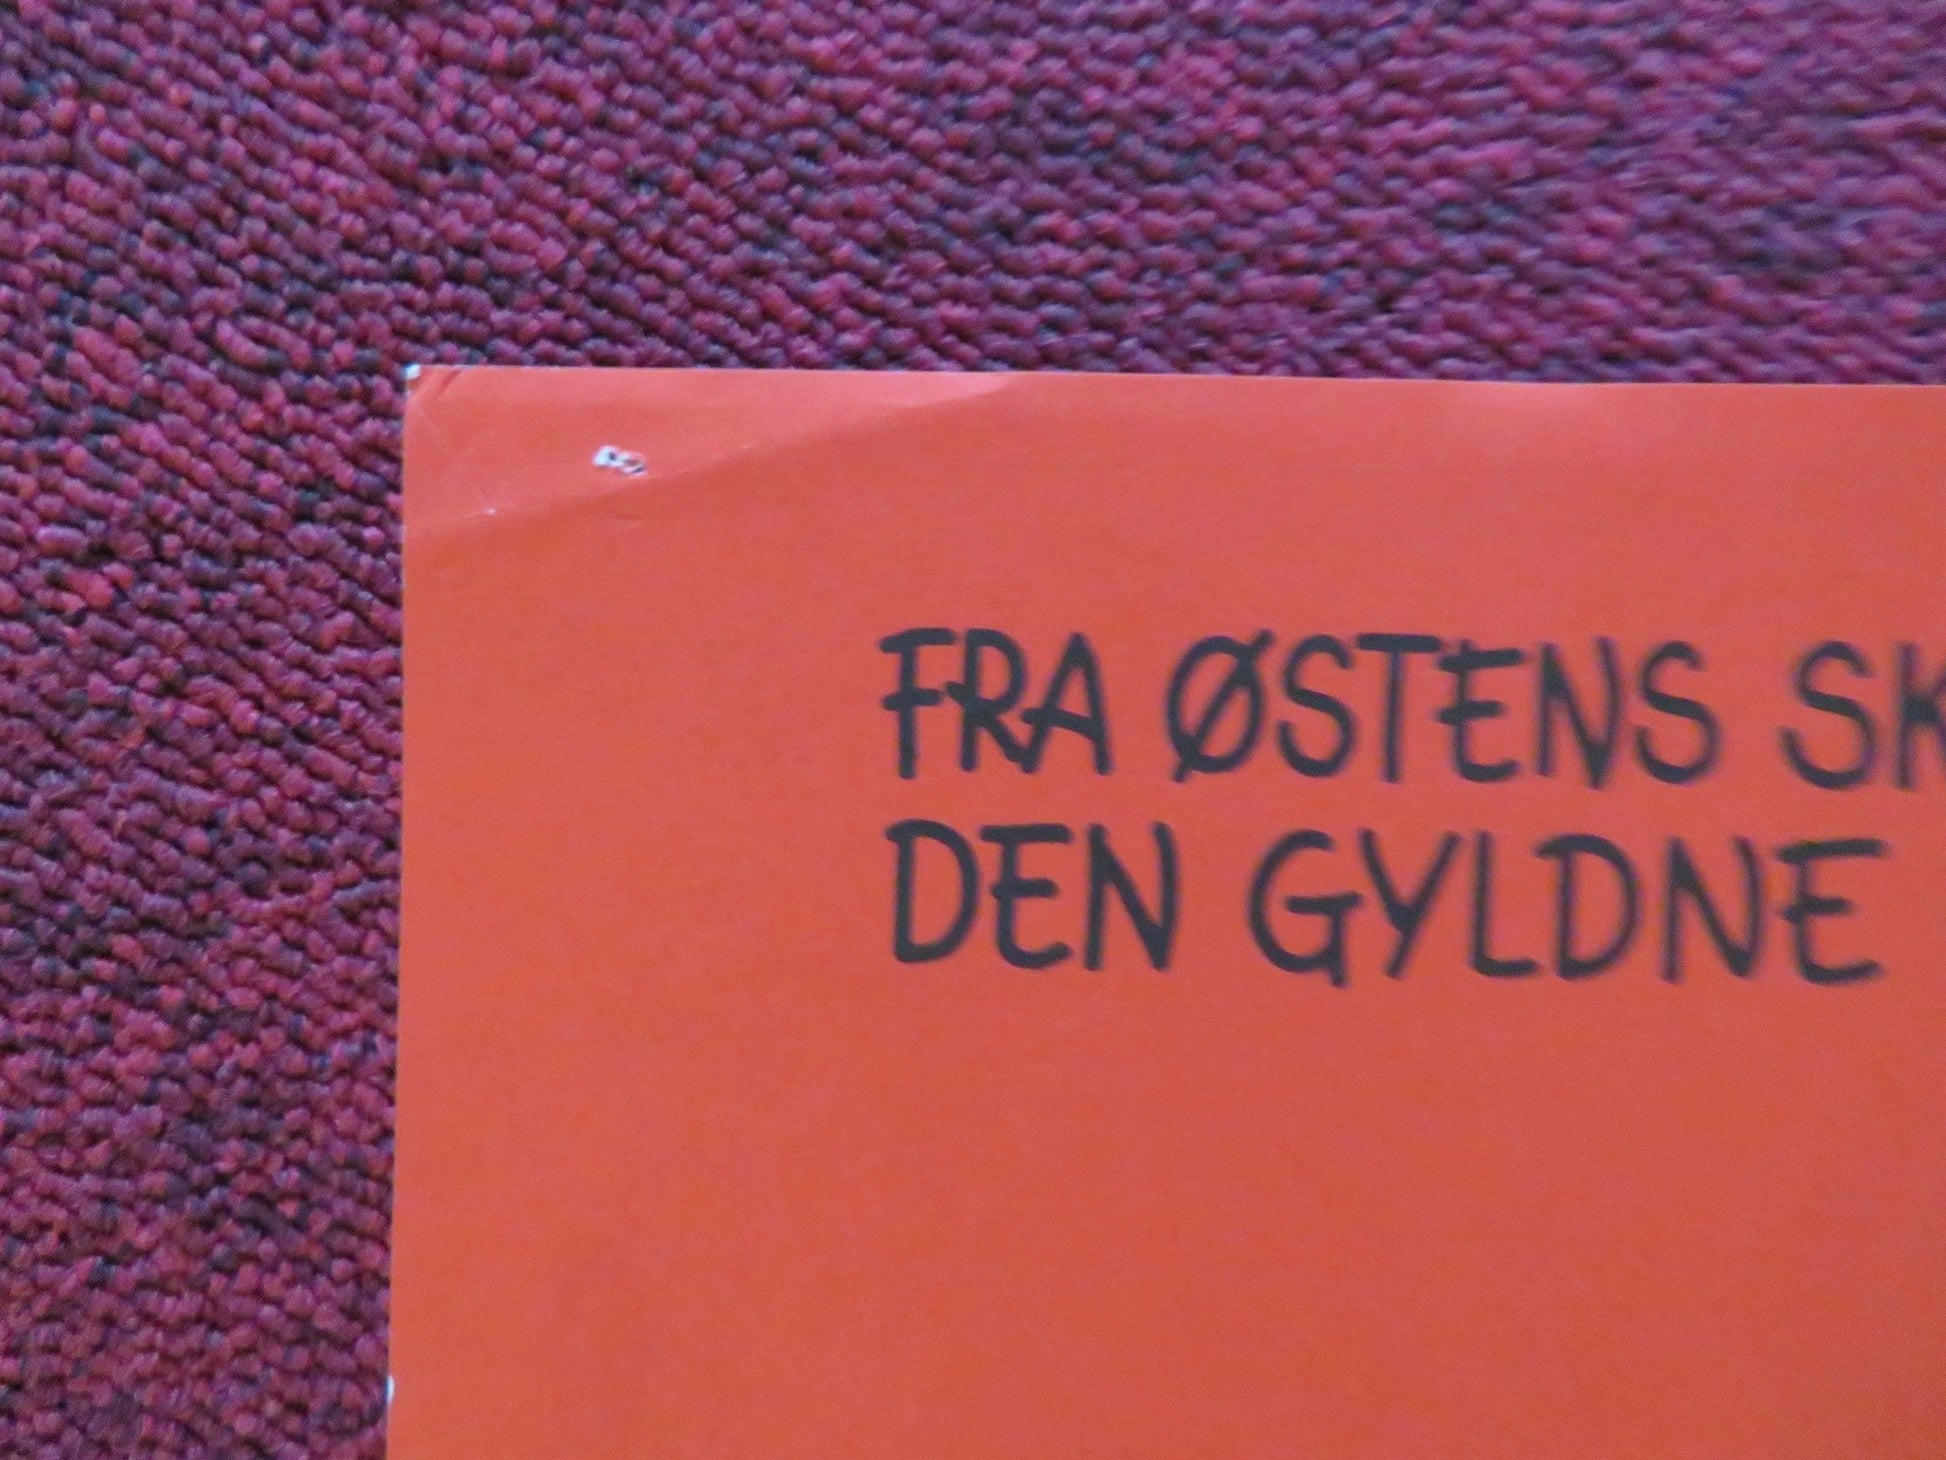 FRA ØSTENS SK
DEN GYLDNE